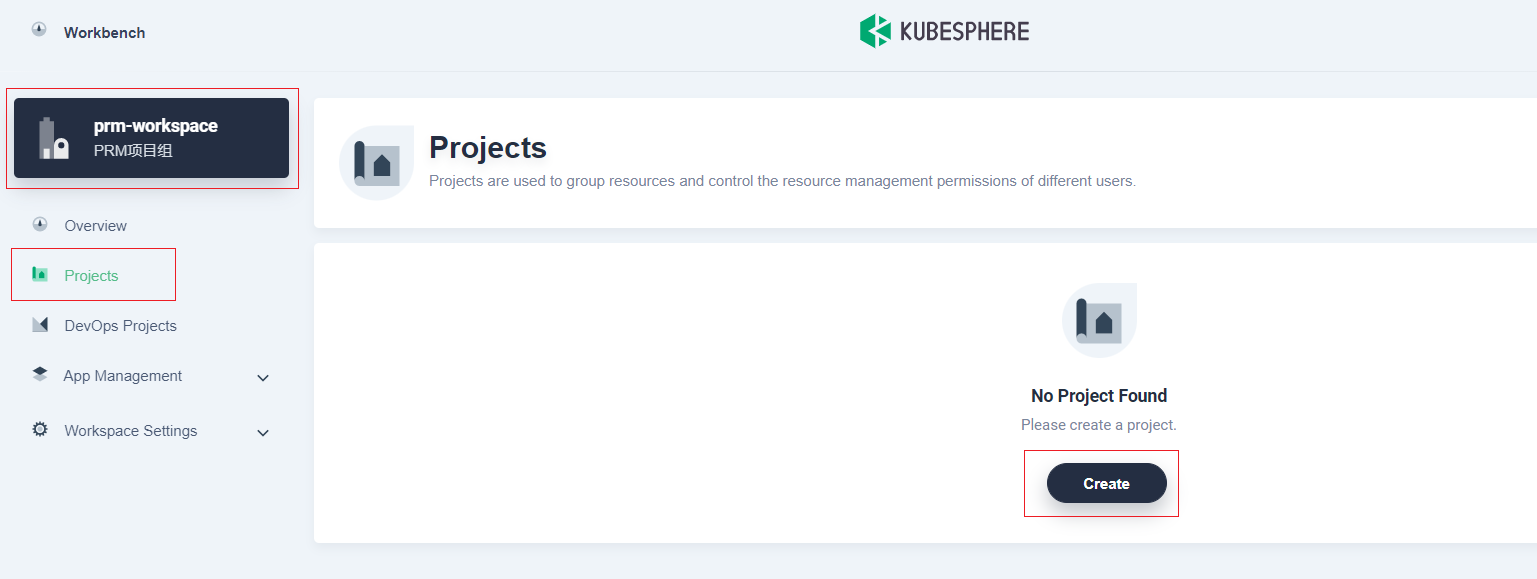 Workbench
KUBESPHERE
prm-workspace
PRM项目组
Overview
Projects
DevOps Projects
App Management
Workspace Settings
Projects
Projects are used to group resources and control the resource management permissions of different users.
No Project Found
Please create a project.
Create